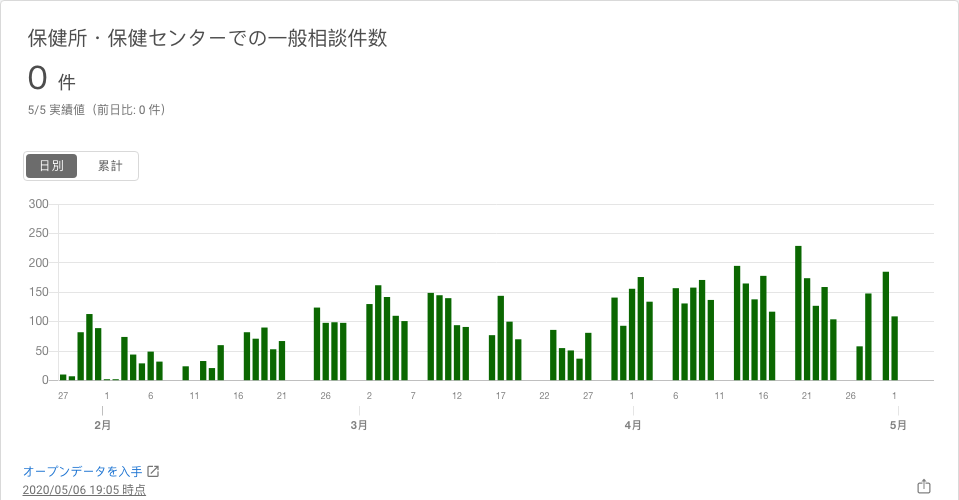 保健所・保健センターでの一般相談件数
0 件
5/5 実績値（前日比: 0 件）
日別 累計
300
250
200
150
100
50
0
27 1 6 11 16 21 26 2 7 12 17 22 27 1 6 11 16 21 26 1
2月 3月 4月 5月
オープンデータを入手
2020/05/06 19:05 時点